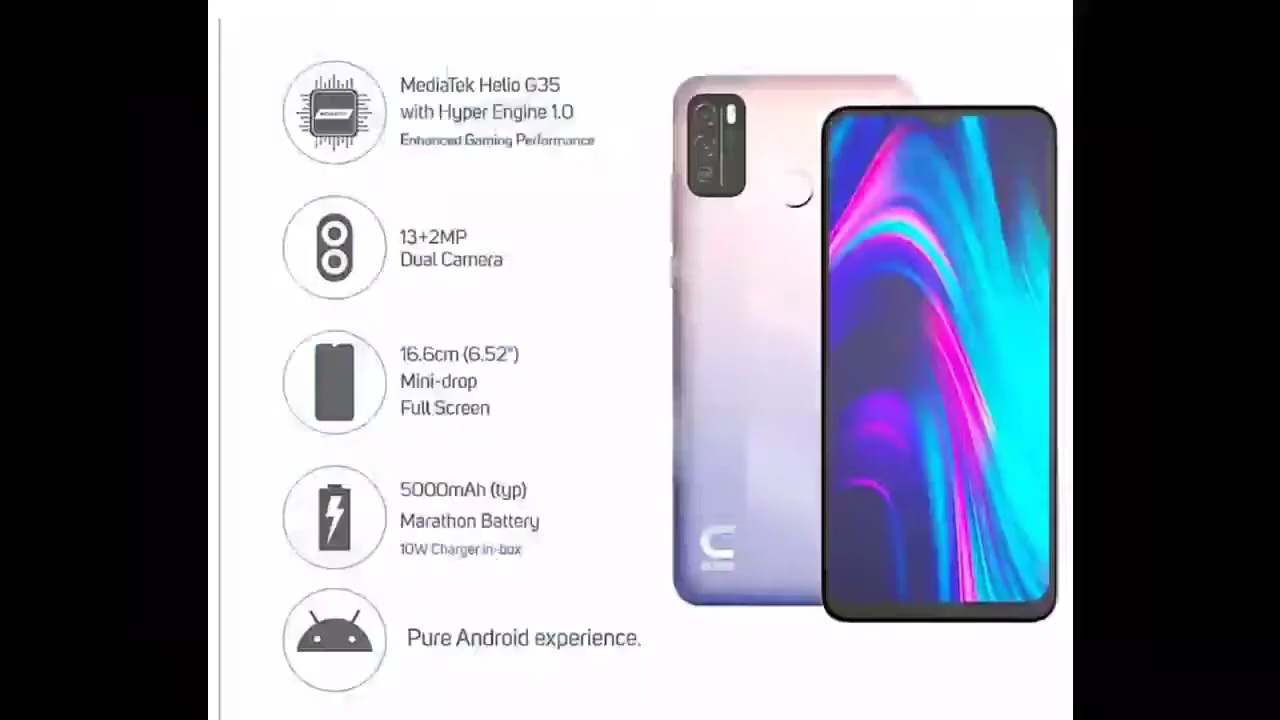 MediaTek Helio G35
with Hyper Engine 1.0
Enhanced Gaming Performance
13+2MP
Dual Camera
16.6cm (6.52")
Mini-drop
Full Screen
5000mAh (typ)
Marathon Battery
10W Charger in-box
Pure Android experience.